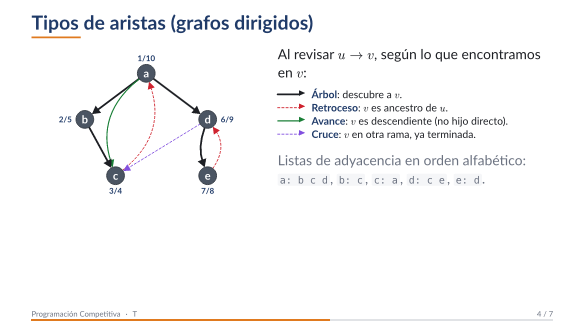 Tipos de aristas (grafos dirigidos)
1/10
a
2/5
b
d
6/9
c
3/4
e
7/8
Al revisar u → v, según lo que encontramos
en v:
Árbol: descubre a v.
Retroceso: v es ancestro de u.
Avance: v es descendiente (no hijo directo).
Cruce: v en otra rama, ya terminada.
Listas de adyacencia en orden alfabético:
a: b c d, b: c, c: a, d: c e, e: d.
Programación Competitiva · T
4 / 7